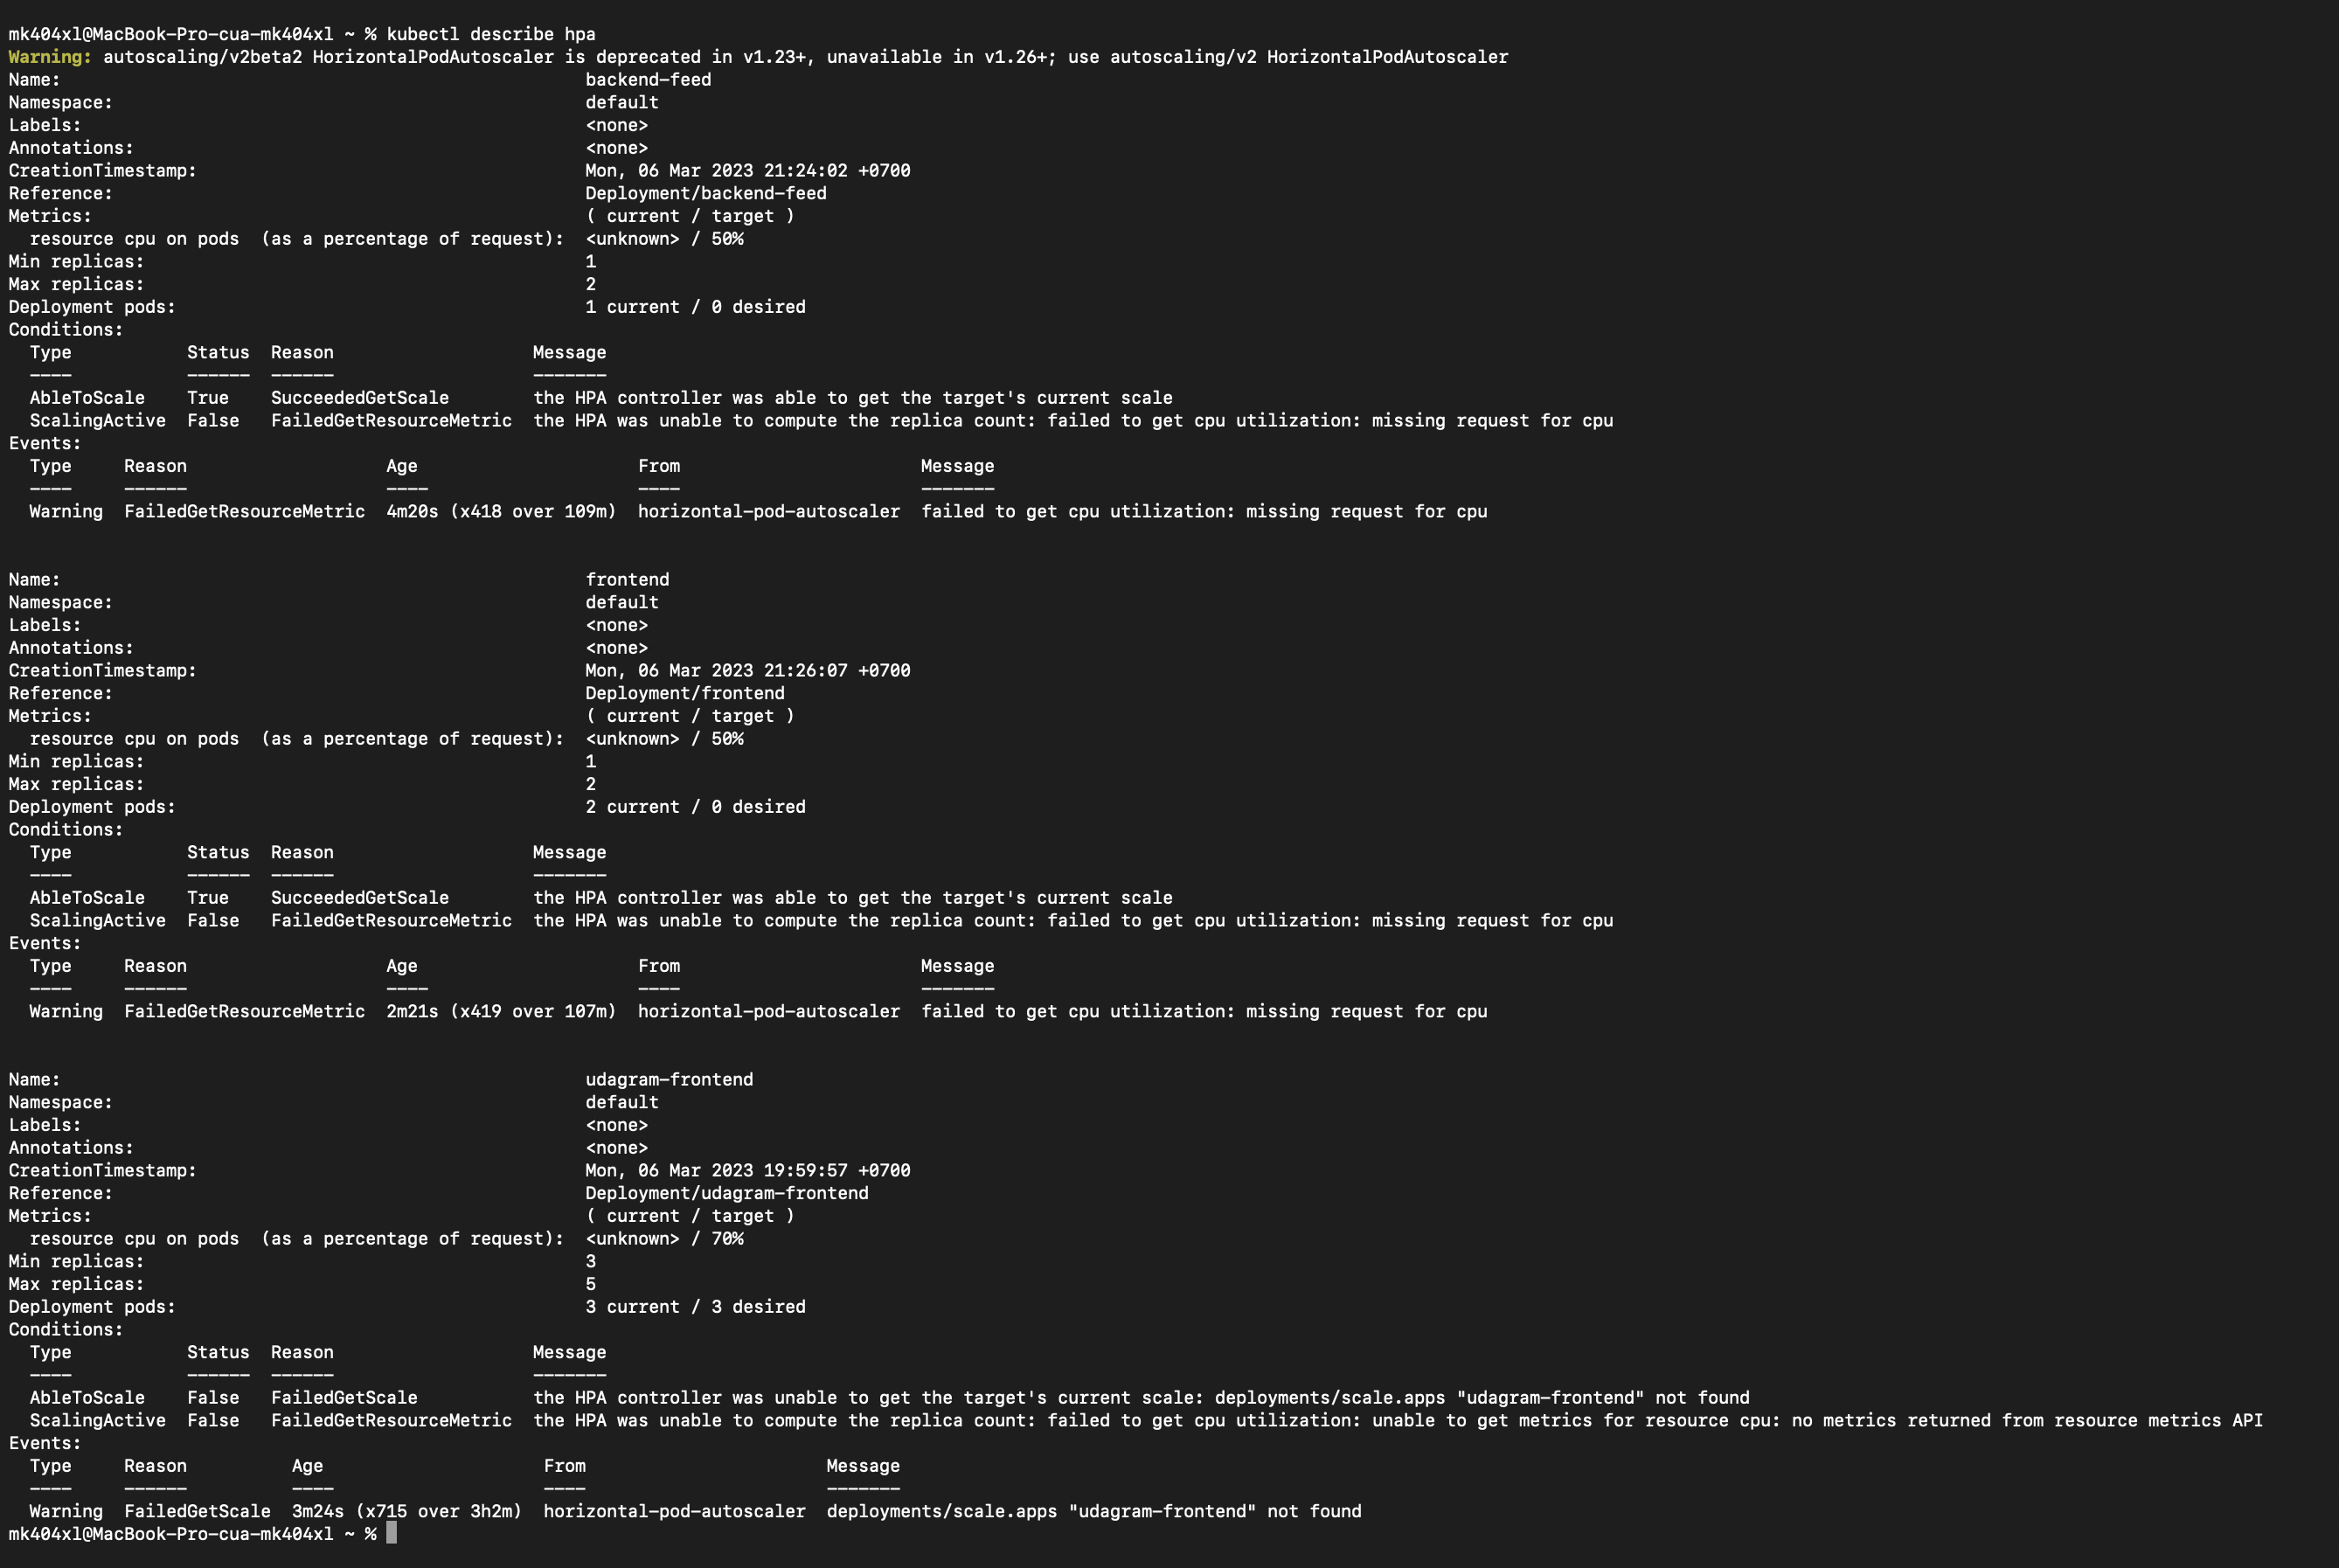 mk404xl@MacBook-Pro-cua-mk404xl ~ % kubectl describe hpa
Warning: autoscaling/v2beta2 HorizontalPodAutoscaler is deprecated in v1.23+, unavailable in v1.26+; use autoscaling/v2 HorizontalPodAutoscaler
Name:                                                  backend-feed
Namespace:                                             default
Labels:                                                <none>
Annotations:                                           <none>
CreationTimestamp:                                     Mon, 06 Mar 2023 21:24:02 +0700
Reference:                                             Deployment/backend-feed
Metrics:                                               ( current / target )
  resource cpu on pods  (as a percentage of request):  <unknown> / 50%
Min replicas:                                          1
Max replicas:                                          2
Deployment pods:                                       1 current / 0 desired
Conditions:
  Type           Status  Reason                   Message
  ----           ------  ------                   -------
  AbleToScale    True    SucceededGetScale        the HPA controller was able to get the target's current scale
  ScalingActive  False   FailedGetResourceMetric  the HPA was unable to compute the replica count: failed to get cpu utilization: missing request for cpu
Events:
  Type     Reason                   Age                    From                       Message
  ----     ------                   ----                   ----                       -------
  Warning  FailedGetResourceMetric  4m20s (x418 over 109m)  horizontal-pod-autoscaler  failed to get cpu utilization: missing request for cpu
Name:                                                  frontend
Namespace:                                             default
Labels:                                                <none>
Annotations:                                           <none>
CreationTimestamp:                                     Mon, 06 Mar 2023 21:26:07 +0700
Reference:                                             Deployment/frontend
Metrics:                                               ( current / target )
  resource cpu on pods  (as a percentage of request):  <unknown> / 50%
Min replicas:                                          1
Max replicas:                                          2
Deployment pods:                                       2 current / 0 desired
Conditions:
  Type           Status  Reason                   Message
  ----           ------  ------                   -------
  AbleToScale    True    SucceededGetScale        the HPA controller was able to get the target's current scale
  ScalingActive  False   FailedGetResourceMetric  the HPA was unable to compute the replica count: failed to get cpu utilization: missing request for cpu
Events:
  Type     Reason                   Age                    From                       Message
  ----     ------                   ----                   ----                       -------
  Warning  FailedGetResourceMetric  2m21s (x419 over 107m)  horizontal-pod-autoscaler  failed to get cpu utilization: missing request for cpu
Name:                                                  udagram-frontend
Namespace:                                             default
Labels:                                                <none>
Annotations:                                           <none>
CreationTimestamp:                                     Mon, 06 Mar 2023 19:59:57 +0700
Reference:                                             Deployment/udagram-frontend
Metrics:                                               ( current / target )
  resource cpu on pods  (as a percentage of request):  <unknown> / 70%
Min replicas:                                          3
Max replicas:                                          5
Deployment pods:                                       3 current / 3 desired
Conditions:
  Type           Status  Reason                   Message
  ----           ------  ------                   -------
  AbleToScale    False   FailedGetScale           the HPA controller was unable to get the target's current scale: deployments/scale.apps "udagram-frontend" not found
  ScalingActive  False   FailedGetResourceMetric  the HPA was unable to compute the replica count: failed to get cpu utilization: unable to get metrics for resource cpu: no metrics returned from resource metrics API
Events:
  Type     Reason          Age                     From                       Message
  ----     ------          ----                    ----                       -------
  Warning  FailedGetScale  3m24s (x715 over 3h2m)  horizontal-pod-autoscaler  deployments/scale.apps "udagram-frontend" not found
mk404xl@MacBook-Pro-cua-mk404xl ~ %